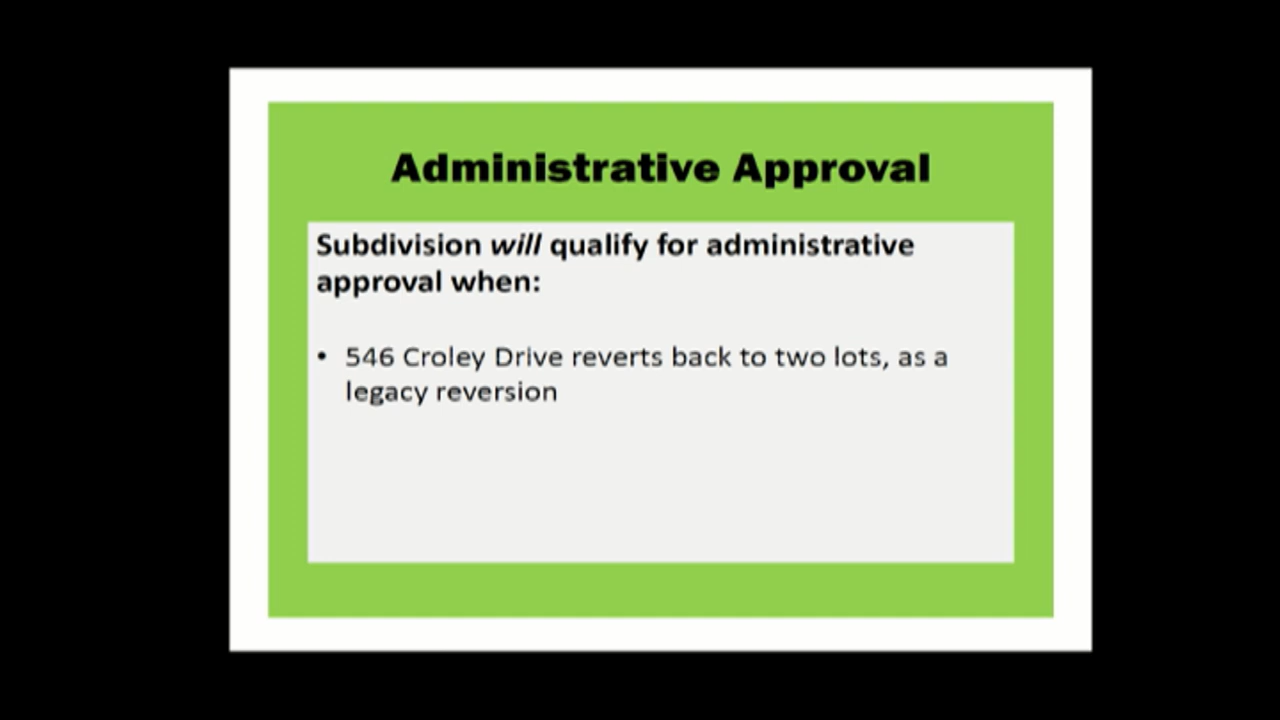 Administrative Approval
Subdivision will qualify for administrative
approval when:
• 546 Croley Drive reverts back to two lots, as a
legacy reversion